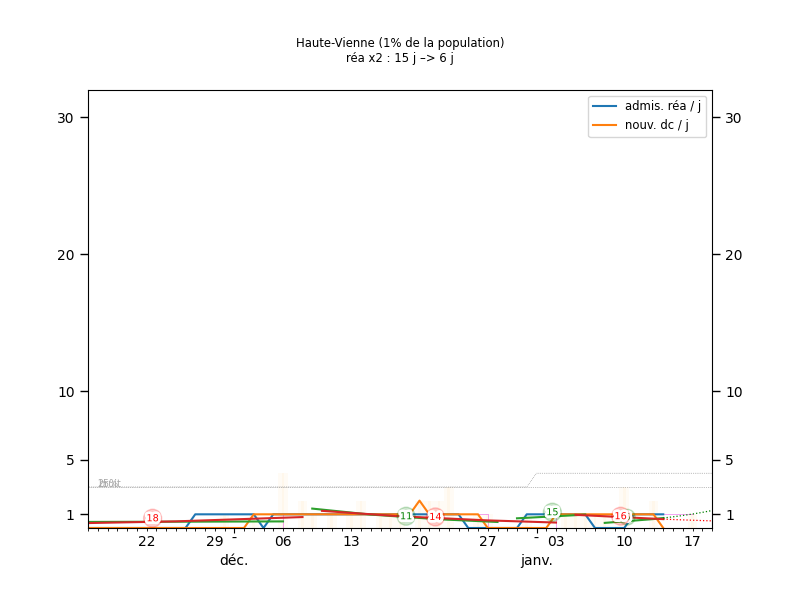 Haute-Vienne (1% de la population)
réa x2 : 15 j –> 6 j
admis. réa / j
nouv. dc / j
30 30
20 20
10 10
5 5
1 1
18 11 14 15 16
22 29 - 06 13 20 27 - 03 10 17
déc. janv.